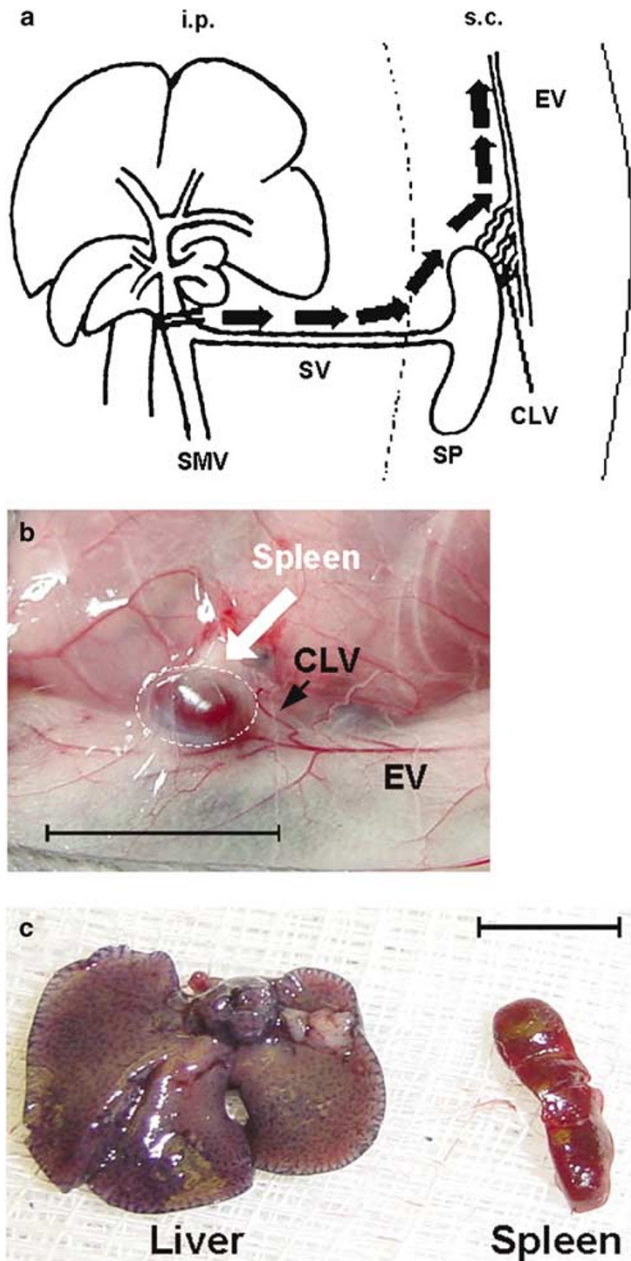 a i.p. s.c.
EV
SV
CLV
SMV SP
b
Spleen
CLV
EV
c
Liver Spleen